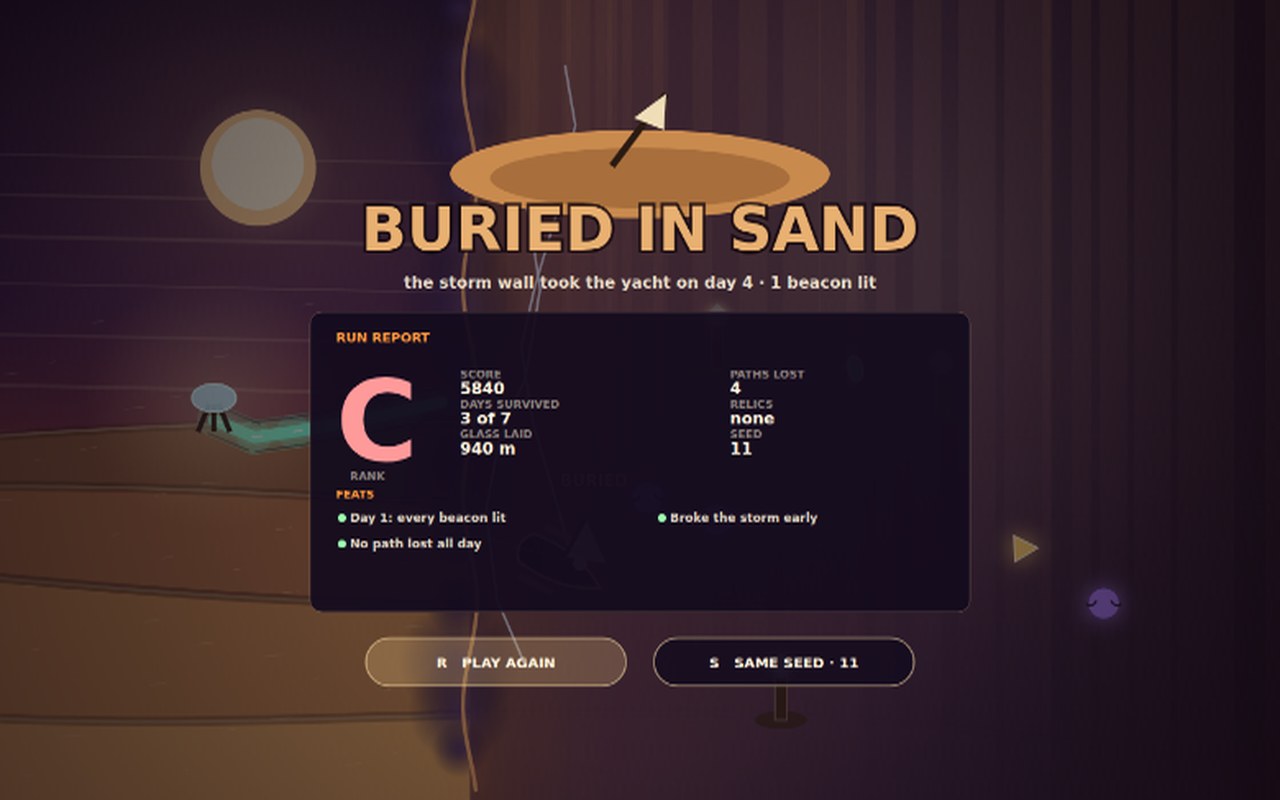 BURIED IN SAND
the storm wall took the yacht on day 4 · 1 beacon lit
RUN REPORT
C
RANK
SCORE
5840
DAYS SURVIVED
3 of 7
GLASS LAID
940 m
PATHS LOST
4
RELICS
none
SEED
11
FEATS
Day 1: every beacon lit
Broke the storm early
No path lost all day
BURIED
R PLAY AGAIN
S SAME SEED · 11